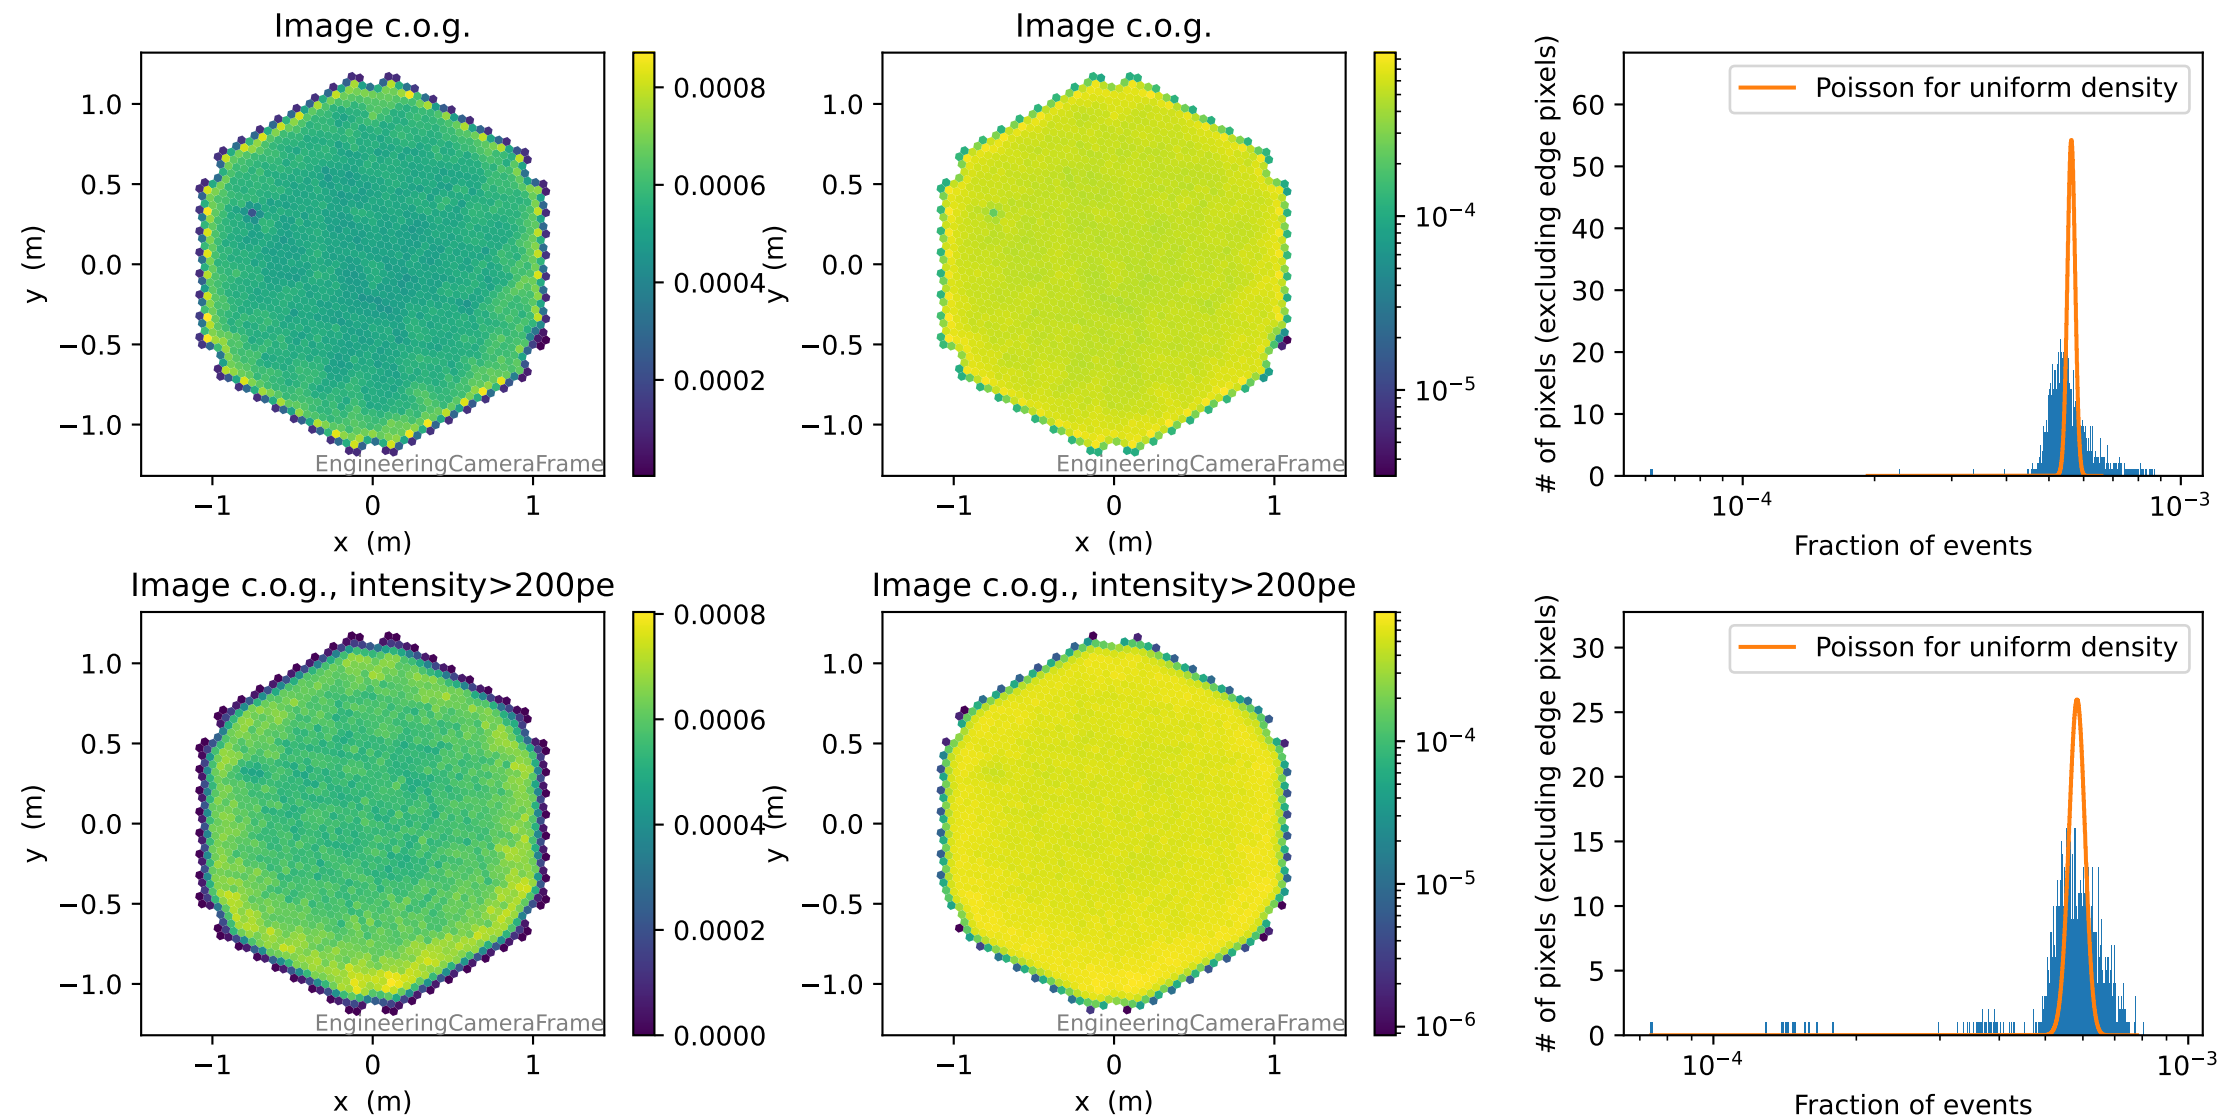 Image c.o.g.
y (m)
1.0
0.5
0.0
−0.5
−1.0
−1
0
1
x (m)
EngineeringCameraFrame
0.0008
0.0006
0.0004
0.0002
Image c.o.g.
y (m)
1.0
0.5
0.0
−0.5
−1.0
−1
0
1
x (m)
EngineeringCameraFrame
10−4
10−5
# of pixels (excluding edge pixels)
60
50
40
30
20
10
0
Poisson for uniform density
10−4
10−3
Fraction of events
Image c.o.g., intensity>200pe
y (m)
1.0
0.5
0.0
−0.5
−1.0
−1
0
1
x (m)
EngineeringCameraFrame
0.0008
0.0006
0.0004
0.0002
0.0000
Image c.o.g., intensity>200pe
y (m)
1.0
0.5
0.0
−0.5
−1.0
−1
0
1
x (m)
EngineeringCameraFrame
10−4
10−5
10−6
# of pixels (excluding edge pixels)
30
25
20
15
10
5
0
Poisson for uniform density
10−4
10−3
Fraction of events